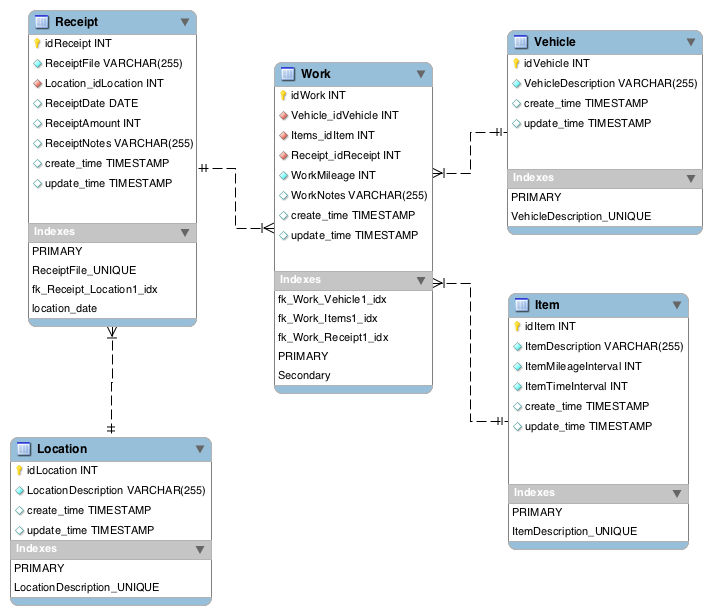 Receipt
idReceipt INT
ReceiptFile VARCHAR(255)
Location_idLocation INT
ReceiptDate DATE
ReceiptAmount INT
ReceiptNotes VARCHAR(255)
create_time TIMESTAMP
update_time TIMESTAMP
Indexes
PRIMARY
ReceiptFile_UNIQUE
fk_Receipt_Location1_idx
location_date
Work
idWork INT
Vehicle_idVehicle INT
Items_idItem INT
Receipt_idReceipt INT
WorkMileage INT
WorkNotes VARCHAR(255)
create_time TIMESTAMP
update_time TIMESTAMP
Indexes
fk_Work_Vehicle1_idx
fk_Work_Items1_idx
fk_Work_Receipt1_idx
PRIMARY
Secondary
Vehicle
idVehicle INT
VehicleDescription VARCHAR(255)
create_time TIMESTAMP
update_time TIMESTAMP
Indexes
PRIMARY
VehicleDescription_UNIQUE
Item
idItem INT
ItemDescription VARCHAR(255)
ItemMileageInterval INT
ItemTimeInterval INT
create_time TIMESTAMP
update_time TIMESTAMP
Indexes
PRIMARY
ItemDescription_UNIQUE
Location
idLocation INT
LocationDescription VARCHAR(255)
create_time TIMESTAMP
update_time TIMESTAMP
Indexes
PRIMARY
LocationDescription_UNIQUE